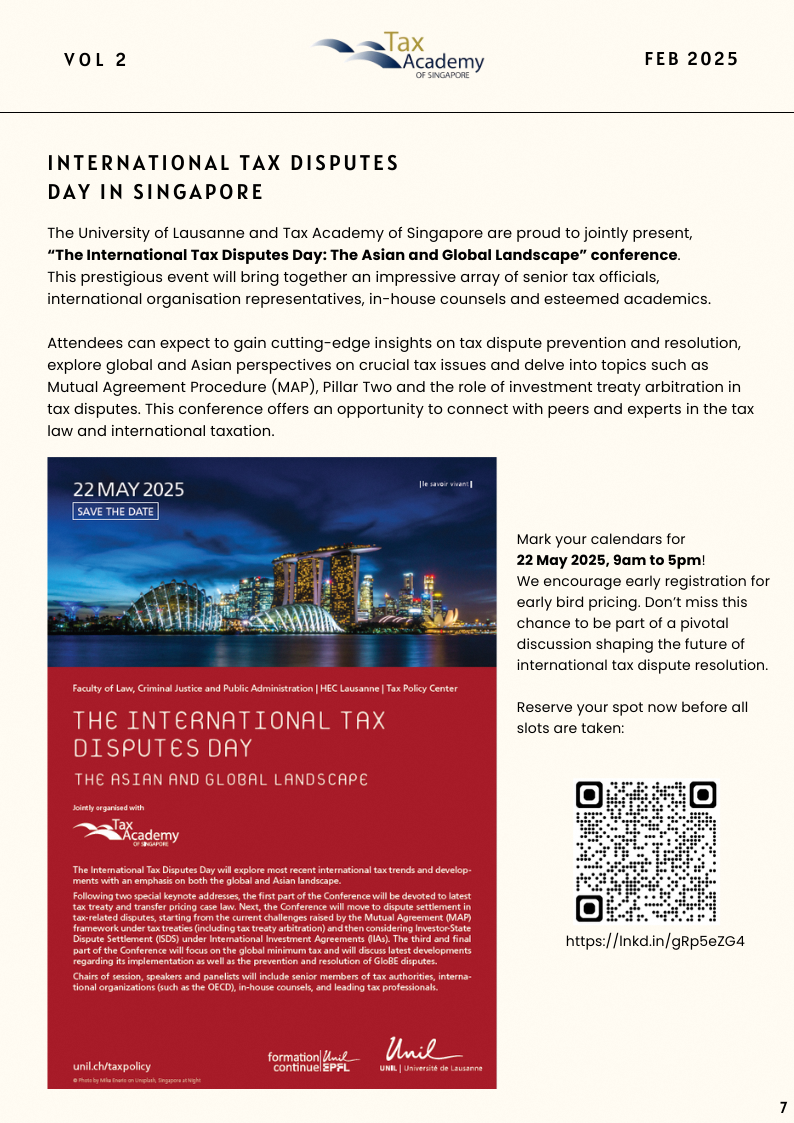 VOL 2
Tax
Academy
OF SINGAPORE
FEB 2025
INTERNATIONAL TAX DISPUTES
DAY IN SINGAPORE
The University of Lausanne and Tax Academy of Singapore are proud to jointly present,
“The International Tax Disputes Day: The Asian and Global Landscape” conference.
This prestigious event will bring together an impressive array of senior tax officials,
international organisation representatives, in-house counsels and esteemed academics.
Attendees can expect to gain cutting-edge insights on tax dispute prevention and resolution,
explore global and Asian perspectives on crucial tax issues and delve into topics such as
Mutual Agreement Procedure (MAP), Pillar Two and the role of investment treaty arbitration in
tax disputes. This conference offers an opportunity to connect with peers and experts in the tax
law and international taxation.
22 MAY 2025
SAVE THE DATE
| le savoir vivant |
Faculty of Law, Criminal Justice and Public Administration | HEC Lausanne | Tax Policy Center
THE INTERNATIONAL TAX
DISPUTES DAY
THE ASIAN AND GLOBAL LANDSCAPE
Jointly organised with
Tax
Academy
OF SINGAPORE
The International Tax Disputes Day will explore most recent international tax trends and develop-
ments with an emphasis on both the global and Asian landscape.
Following two special keynote addresses, the first part of the Conference will be devoted to latest
tax treaty and transfer pricing case law. Next, the Conference will move to dispute settlement in
tax-related disputes, starting from the current challenges raised by the Mutual Agreement (MAP)
framework under tax treaties (including tax treaty arbitration) and then considering Investor-State
Dispute Settlement (ISDS) under International Investment Agreements (IIAs). The third and final
part of the Conference will focus on the global minimum tax and will discuss latest developments
regarding its implementation as well as the prevention and resolution of GloBE disputes.
Chairs of session, speakers and panelists will include senior members of tax authorities, interna-
tional organizations (such as the OECD), in-house counsels, and leading tax professionals.
unil.ch/taxpolicy
© Photo by Mike Enerio on Unsplash, Singapore at Night
formation
continue
Unil
EPFL
Unil
UNIL | Université de Lausanne
Mark your calendars for
22 May 2025, 9am to 5pm!
We encourage early registration for
early bird pricing. Don’t miss this
chance to be part of a pivotal
discussion shaping the future of
international tax dispute resolution.
Reserve your spot now before all
slots are taken:
https://lnkd.in/gRp5eZG4
7